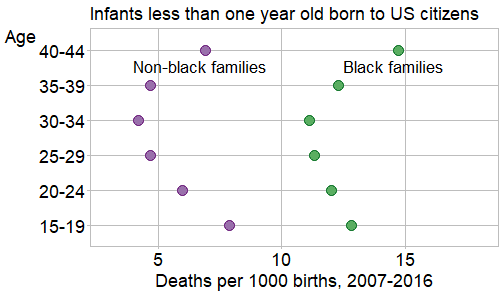 Infants less than one year old born to US citizens
Age
40-44
Non-black families Black families
35-39
30-34
25-29
20-24
15-19
5 10 15
Deaths per 1000 births, 2007-2016